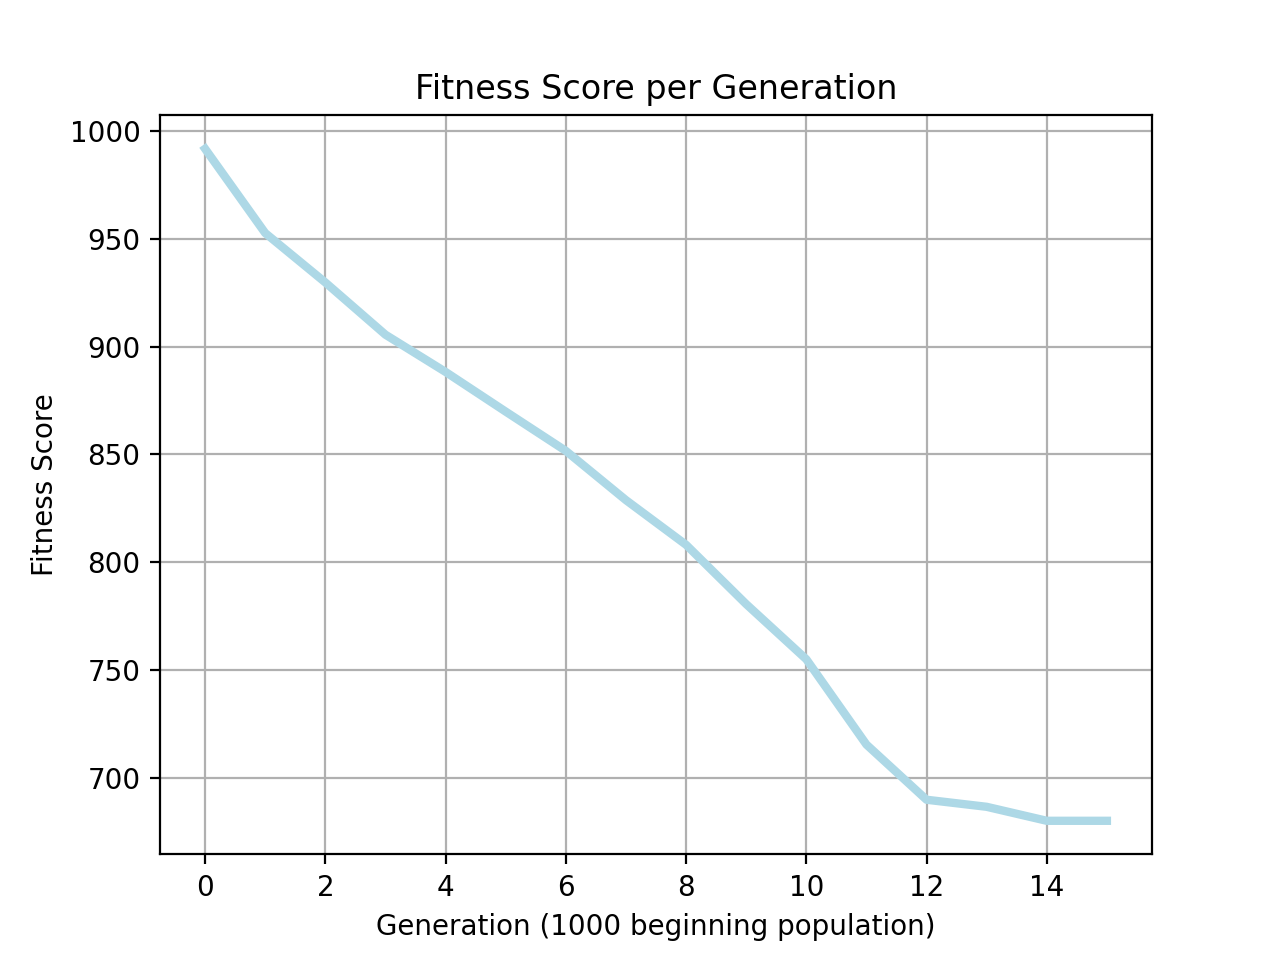 Fitness Score per Generation
1000
950
900
850
800
750
700
Fitness Score
0 2 4 6 8 10 12 14
Generation (1000 beginning population)